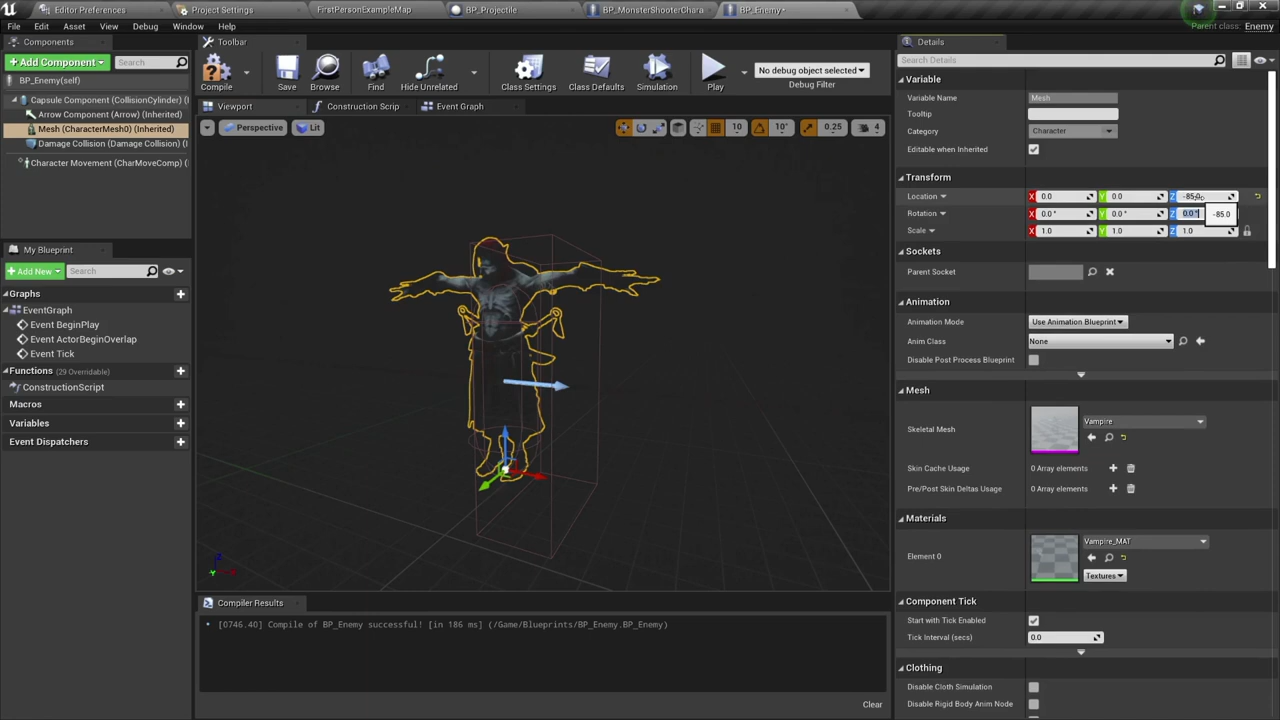 Editor Preferences
Project Settings
FirstPersonExampleMap
BP_Projectile
BP_MonsterShooterChara
BP_Enemy*
File Edit Asset View Debug Window Help
Parent class: Enemy
Components
+ Add Component
Search
BP_Enemy(self)
Capsule Component (CollisionCylinder) (
Arrow Component (Arrow) (Inherited)
Mesh (CharacterMesh0) (Inherited)
Damage Collision (Damage Collision) (I
Character Movement (CharMoveComp) (I
My Blueprint
+ Add New
Search
Graphs
EventGraph
Event BeginPlay
Event ActorBeginOverlap
Event Tick
Functions (29 Overridable)
ConstructionScript
Macros
Variables
Event Dispatchers
Toolbar
Compile
Save
Browse
Find
Hide Unrelated
Class Settings
Class Defaults
Simulation
Play
No debug object selected
Debug Filter
Viewport
Construction Scrip
Event Graph
Perspective
Lit
10
10°
0.25
4
Compiler Results
[0746.40] Compile of BP_Enemy successful! [in 186 ms] (/Game/Blueprints/BP_Enemy.BP_Enemy)
Clear
Details
Search Details
Variable
Variable Name Mesh
Tooltip
Category Character
Editable when Inherited
Transform
Location X 0.0 Y 0.0 Z -85.0
Rotation X 0.0 ° Y 0.0 ° Z 0.0 °
-85.0
Scale X 1.0 Y 1.0 Z 1.0
Sockets
Parent Socket
Animation
Animation Mode Use Animation Blueprint
Anim Class None
Disable Post Process Blueprint
Mesh
Skeletal Mesh Vampire
Skin Cache Usage 0 Array elements
Pre/Post Skin Deltas Usage 0 Array elements
Materials
Element 0 Vampire_MAT
Textures
Component Tick
Start with Tick Enabled
Tick Interval (secs) 0.0
Clothing
Disable Cloth Simulation
Disable Rigid Body Anim Node